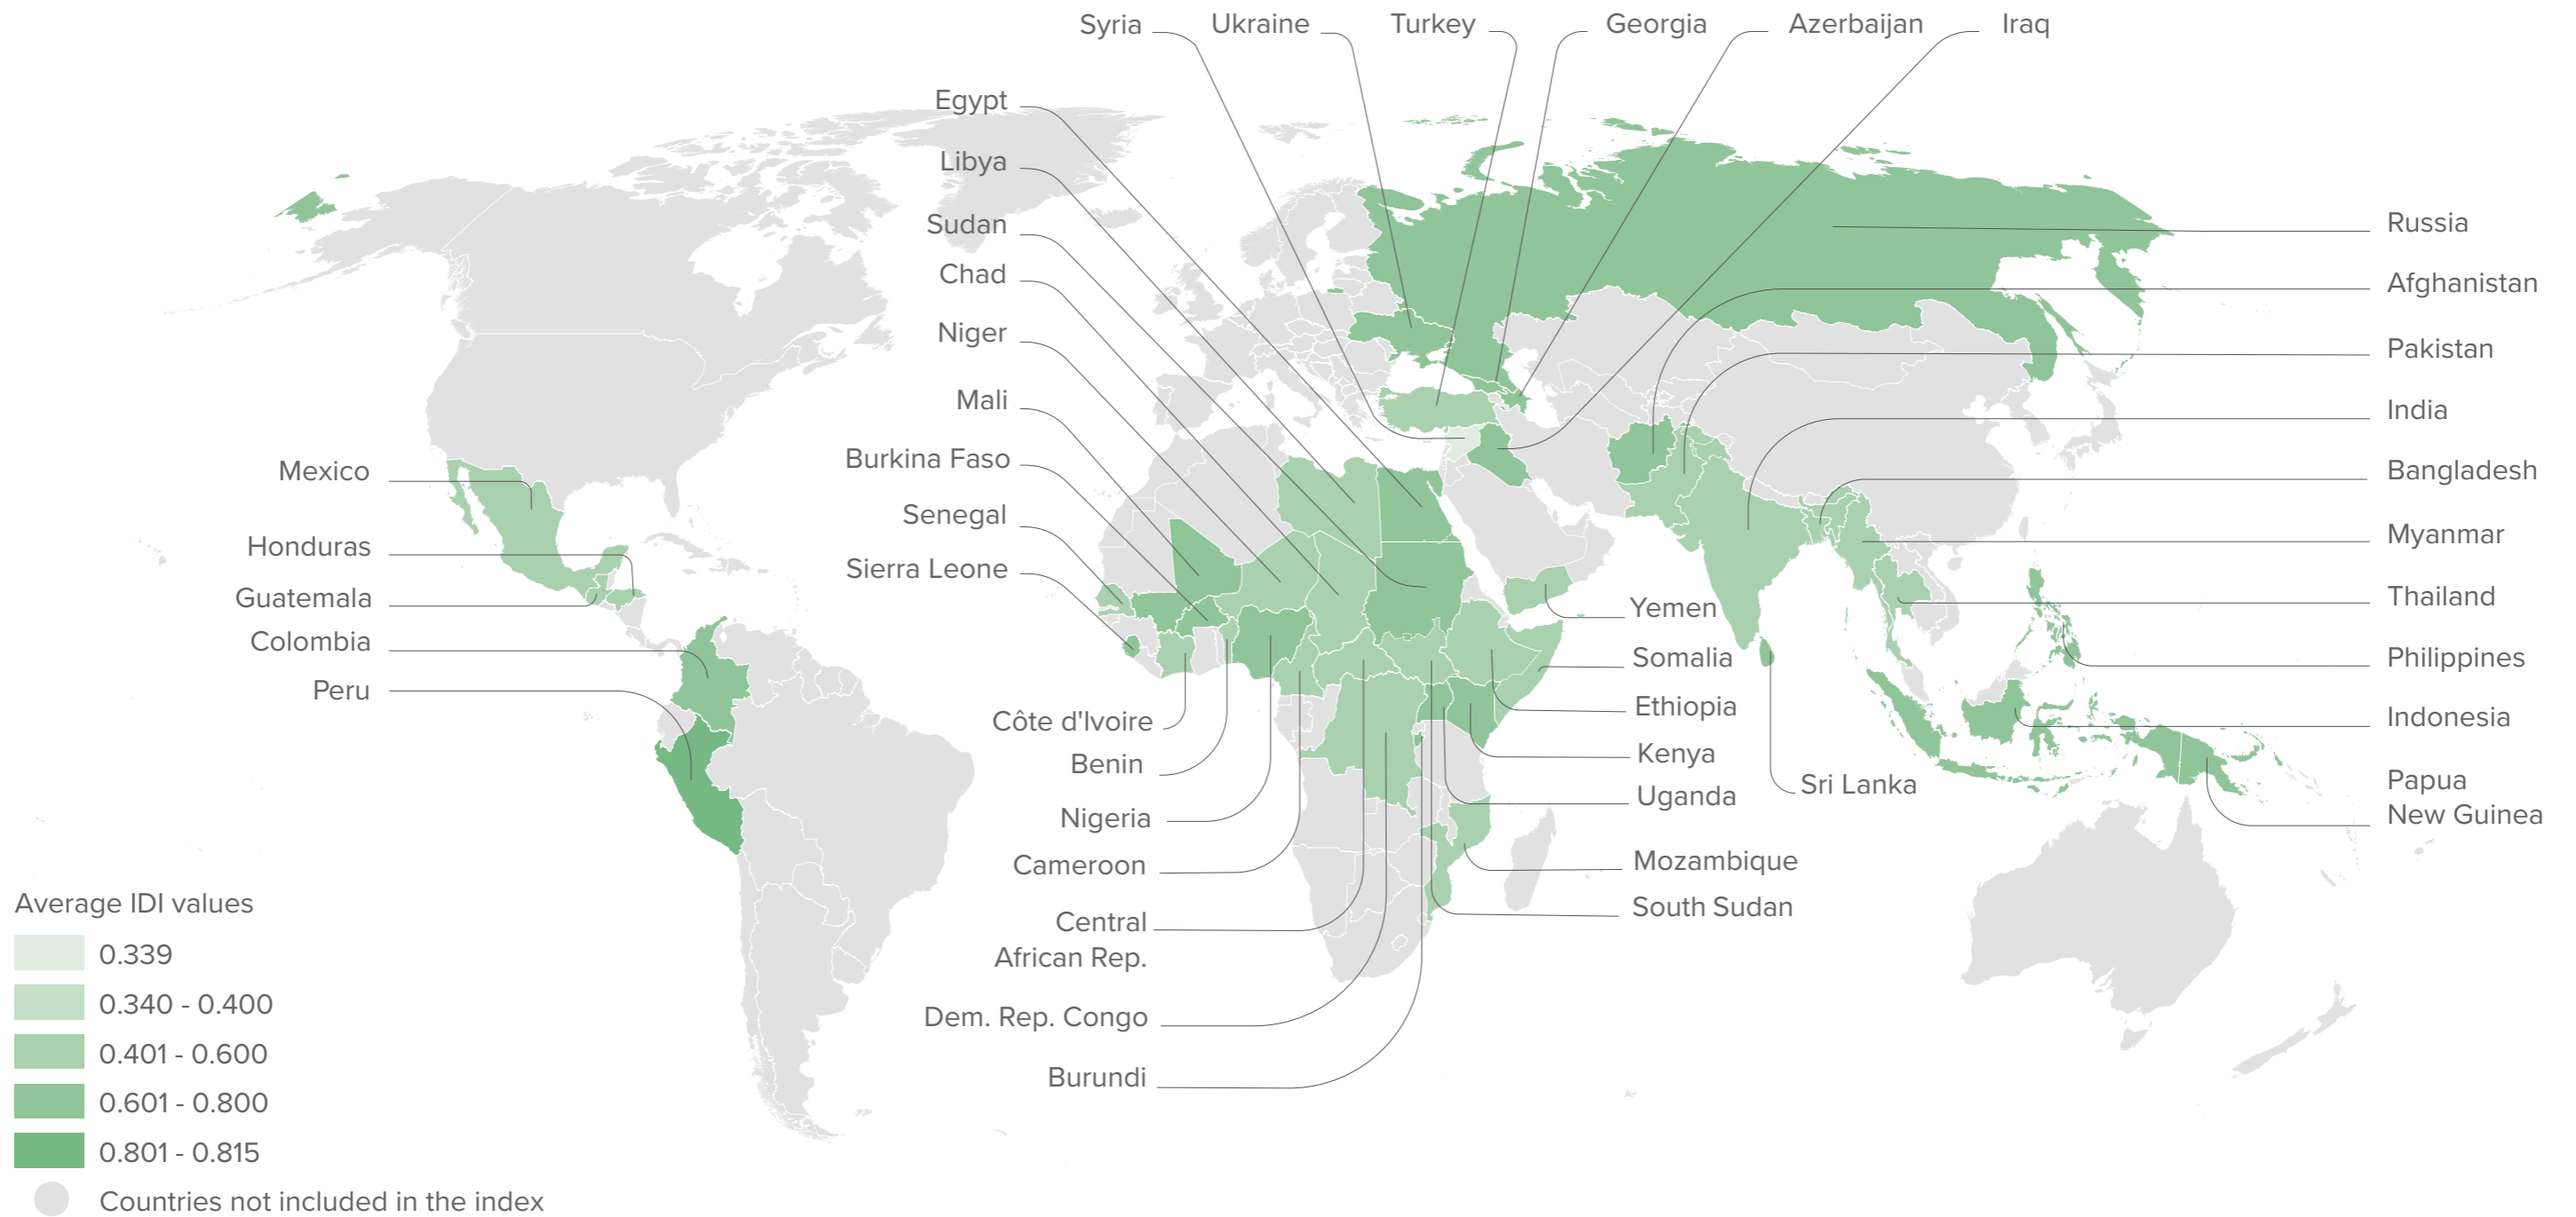 Syria
Ukraine
Turkey
Georgia
Azerbaijan
Iraq
Egypt
Libya
Sudan
Chad
Niger
Mali
Burkina Faso
Senegal
Sierra Leone
Mexico
Honduras
Guatemala
Colombia
Peru
Côte d'Ivoire
Benin
Nigeria
Cameroon
Central
African Rep.
Dem. Rep. Congo
Burundi
Yemen
Somalia
Ethiopia
Kenya
Uganda
Mozambique
South Sudan
Sri Lanka
Russia
Afghanistan
Pakistan
India
Bangladesh
Myanmar
Thailand
Philippines
Indonesia
Papua
New Guinea
Average IDI values
0.339
0.340 - 0.400
0.401 - 0.600
0.601 - 0.800
0.801 - 0.815
Countries not included in the index